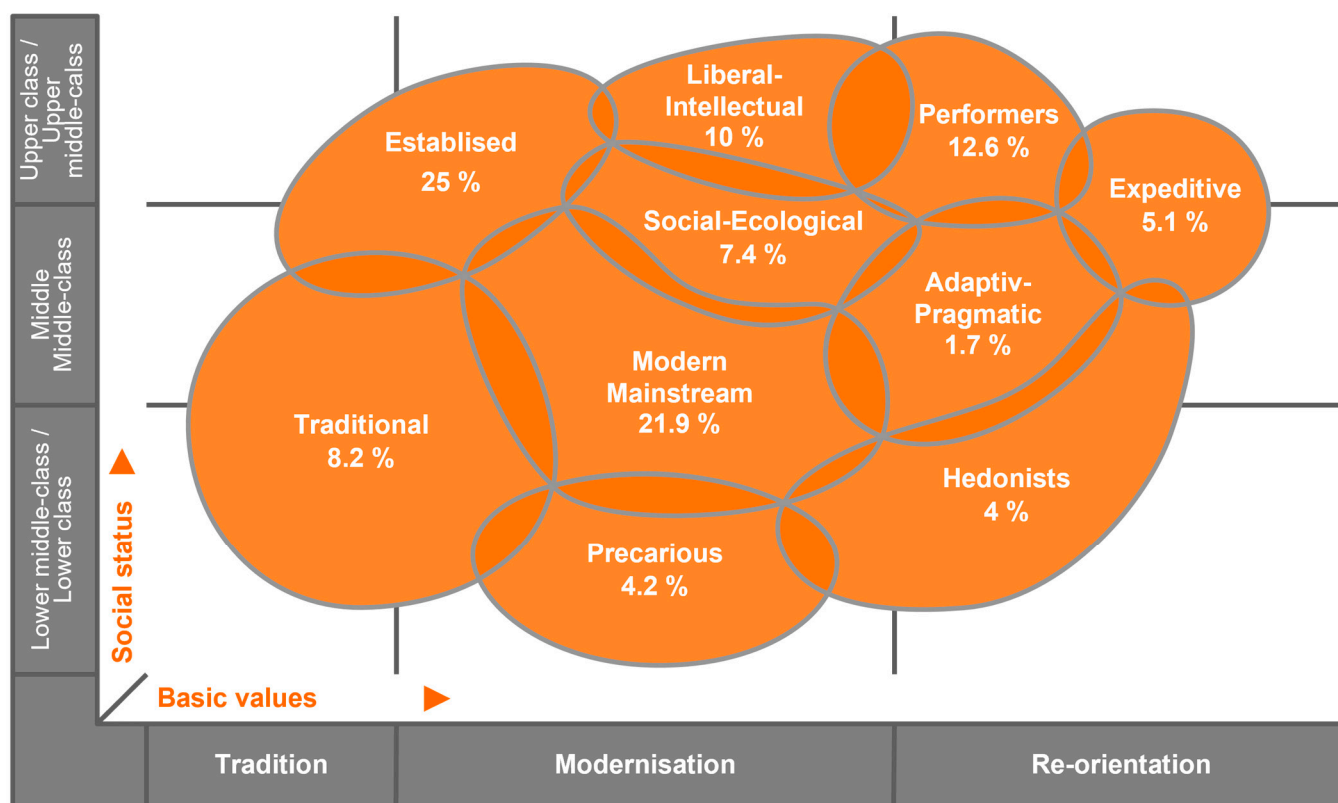 Upper class /
Upper
middle-calss
Middle
Middle-class
Lower middle-class /
Lower class
Social status
Basic values
Tradition
Modernisation
Re-orientation
Establised
25 %
Liberal-
Intellectual
10 %
Performers
12.6 %
Expeditive
5.1 %
Social-Ecological
7.4 %
Adaptiv-
Pragmatic
1.7 %
Modern
Mainstream
21.9 %
Traditional
8.2 %
Hedonists
4 %
Precarious
4.2 %